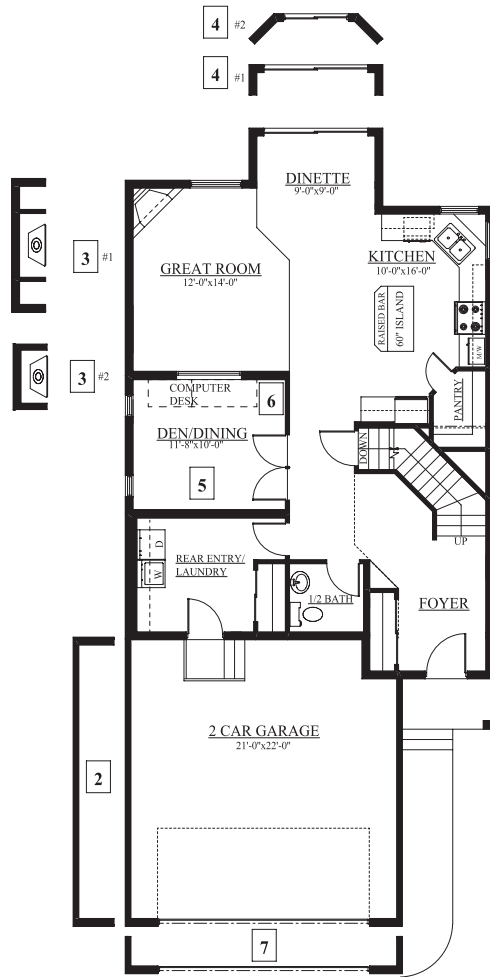 4 #2
4 #1
DINETTE
9'-0"x9'-0"
3 #1
GREAT ROOM
12'-0"x14'-0"
KITCHEN
10'-0"x16'-0"
RAISED BAR
60" ISLAND
M/W
3 #2
COMPUTER
DESK
6
PANTRY
DEN/DINING
11'-8"x10'-0"
DOWN
5
UP
D
W
REAR ENTRY/
LAUNDRY
1/2 BATH
FOYER
2 CAR GARAGE
21'-0"x22'-0"
2
7